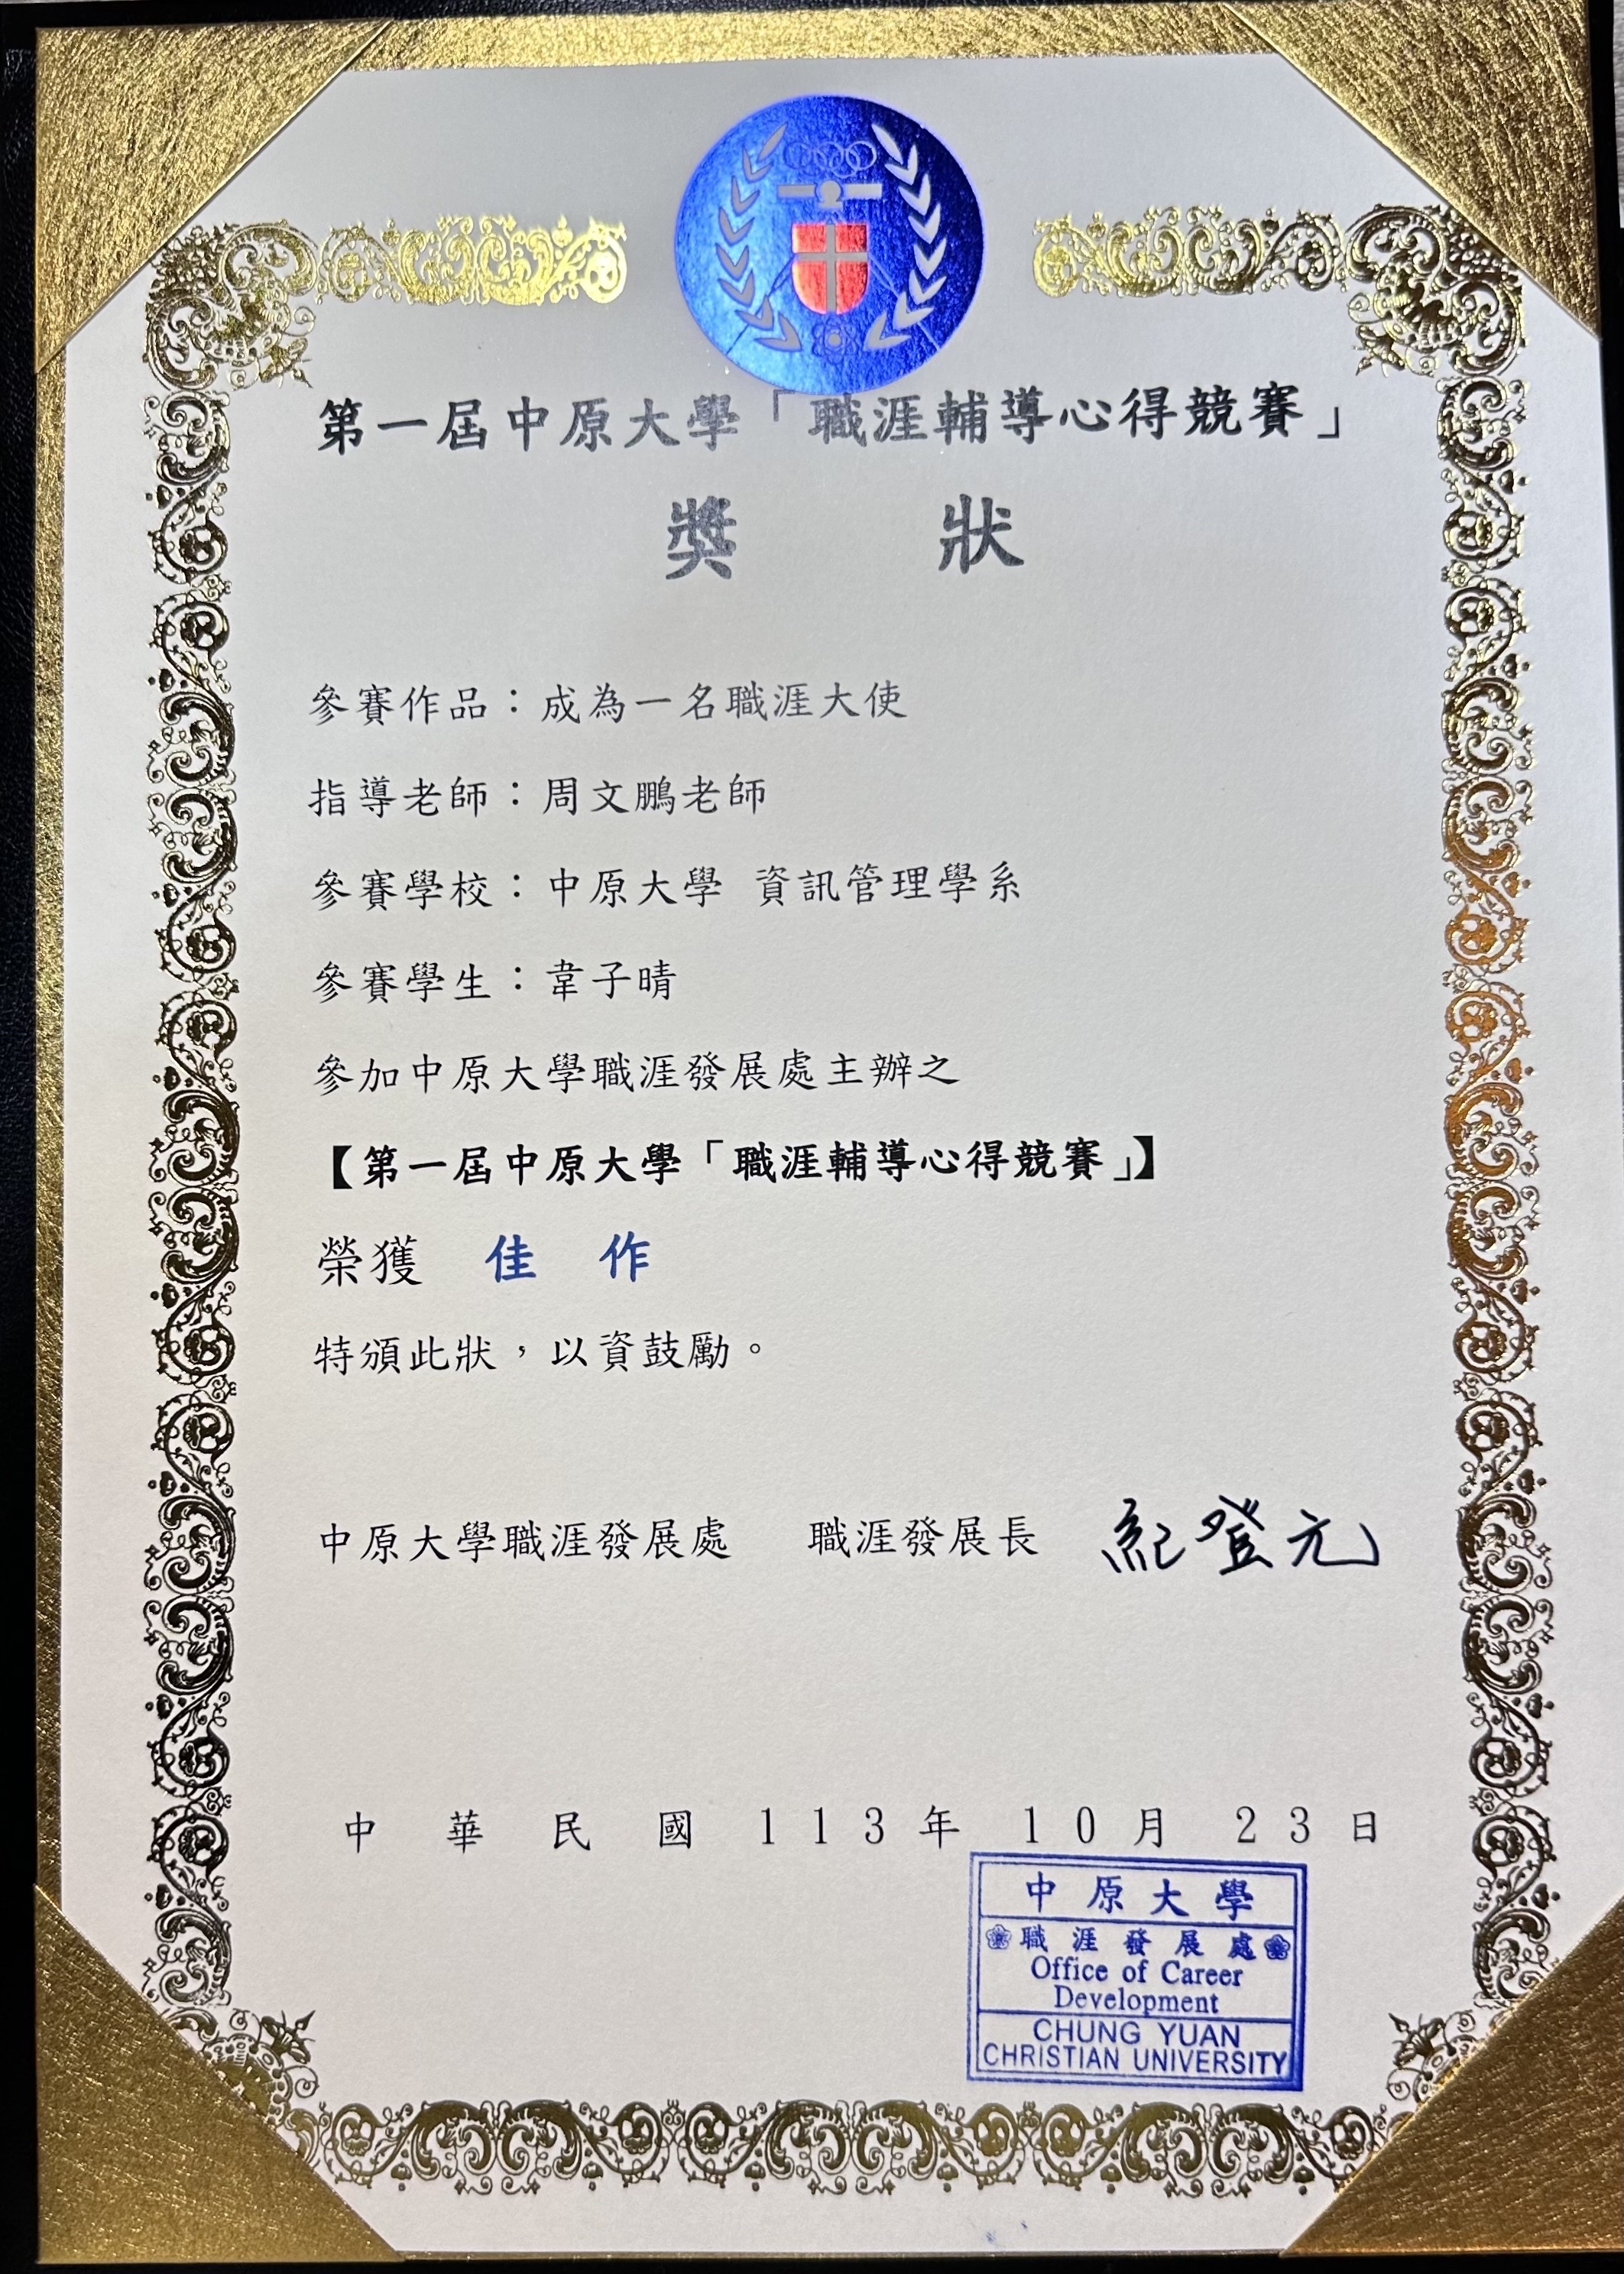 第一屆中原大學「職涯輔導心得競賽」
獎 狀
參賽作品：成為一名職涯大使
指導老師：周文鵬老師
參賽學校：中原大學 資訊管理學系
參賽學生：韋子晴
參加中原大學職涯發展處主辦之
【第一屆中原大學「職涯輔導心得競賽」】
榮獲 佳 作
特頒此狀，以資鼓勵。
中原大學職涯發展處 職涯發展長 紀登元
中 華 民 國 113年 10月 23日
中原大學
職涯發展處
Office of Career
Development
CHUNG YUAN
CHRISTIAN UNIVERSITY